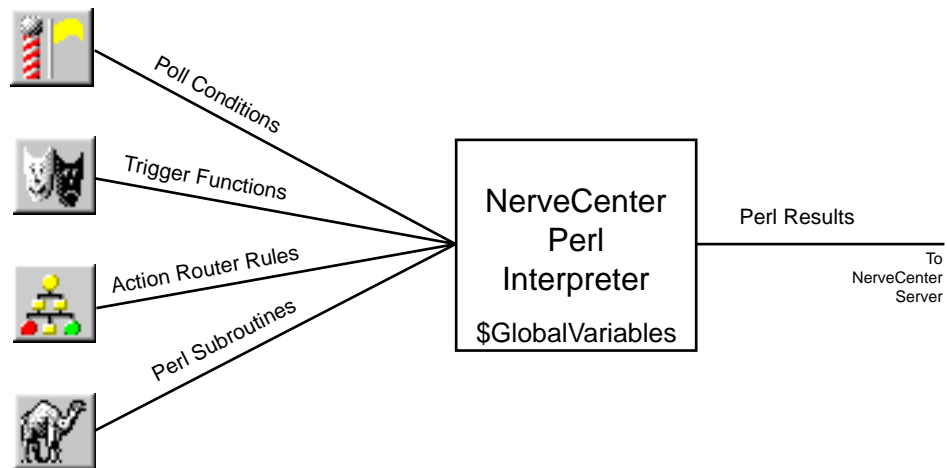 Poll Conditions
Trigger Functions
Action Router Rules
Perl Subroutines
NerveCenter
Perl
Interpreter
$GlobalVariables
Perl Results
To
NerveCenter
Server